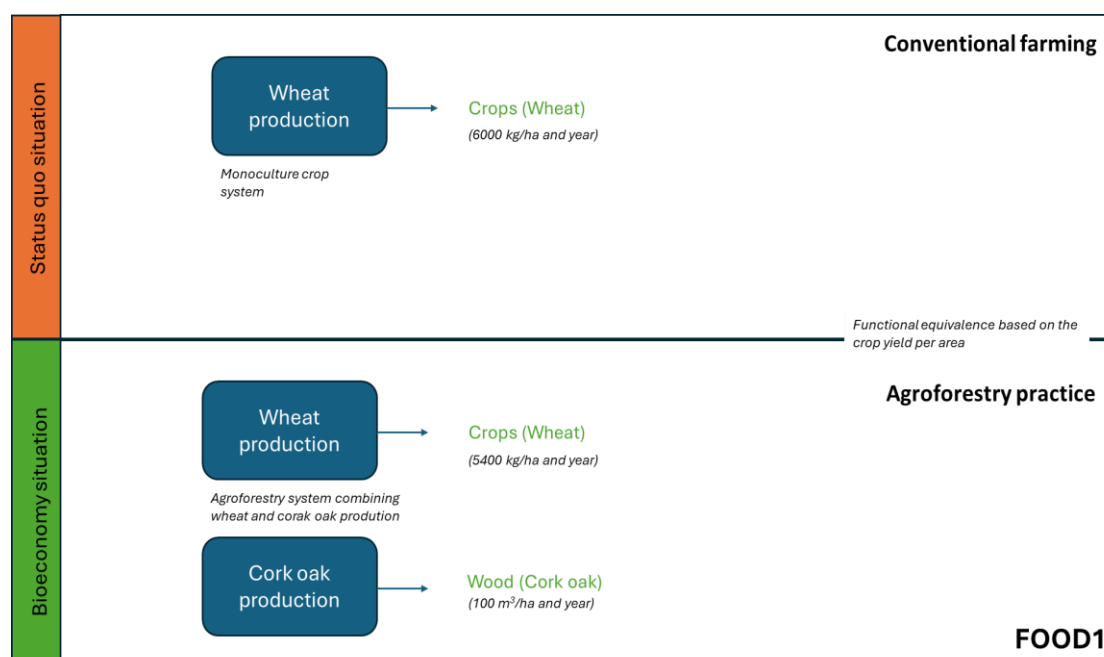 Status quo situation
Conventional farming
Wheat
production
Crops (Wheat)
(6000 kg/ha and year)
Monoculture crop
system
Functional equivalence based on the
crop yield per area
Bioeconomy situation
Agroforestry practice
Wheat
production
Crops (Wheat)
(5400 kg/ha and year)
Agroforestry system combining
wheat and corak oak prodution
Cork oak
production
Wood (Cork oak)
(100 m³/ha and year)
FOOD1